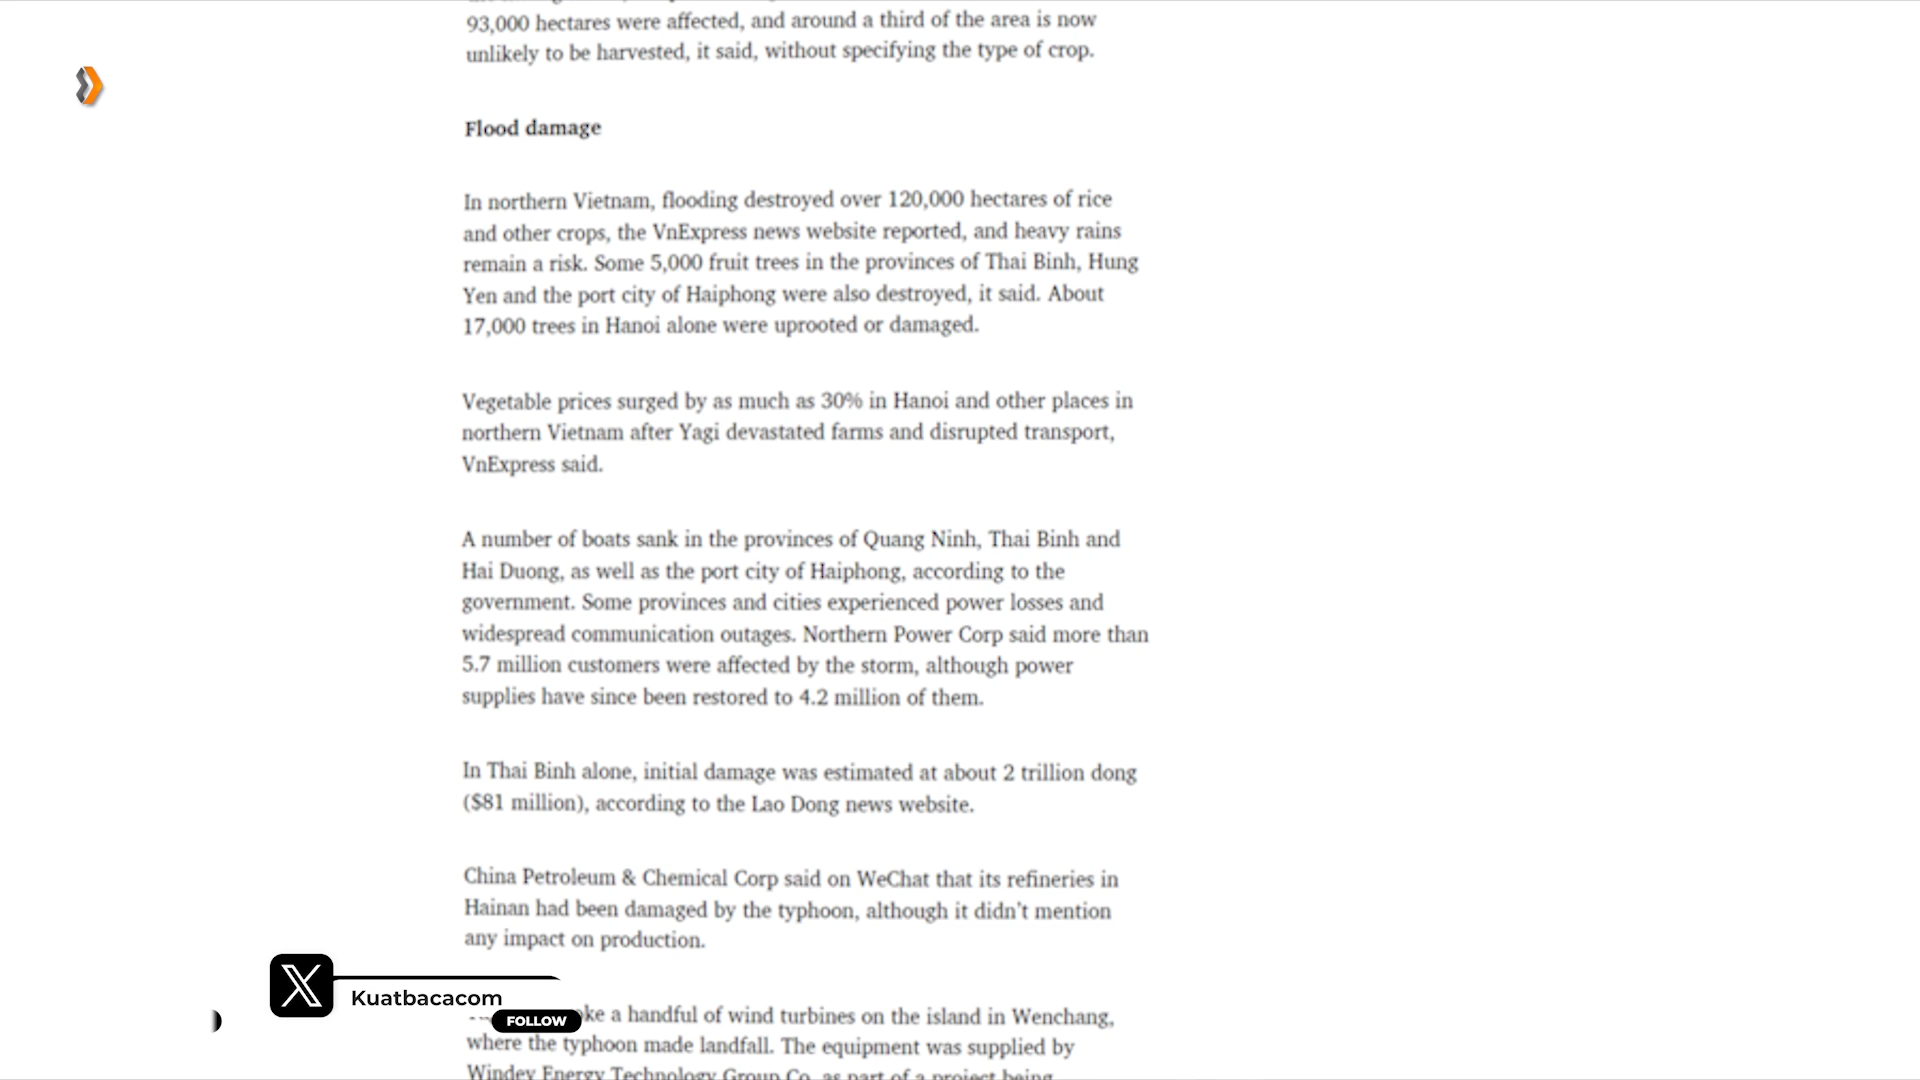 93,000 hectares were affected, and around a third of the area is now
unlikely to be harvested, it said, without specifying the type of crop.
Flood damage
In northern Vietnam, flooding destroyed over 120,000 hectares of rice
and other crops, the VnExpress news website reported, and heavy rains
remain a risk. Some 5,000 fruit trees in the provinces of Thai Binh, Hung
Yen and the port city of Haiphong were also destroyed, it said. About
17,000 trees in Hanoi alone were uprooted or damaged.
Vegetable prices surged by as much as 30% in Hanoi and other places in
northern Vietnam after Yagi devastated farms and disrupted transport,
VnExpress said.
A number of boats sank in the provinces of Quang Ninh, Thai Binh and
Hai Duong, as well as the port city of Haiphong, according to the
government. Some provinces and cities experienced power losses and
widespread communication outages. Northern Power Corp said more than
5.7 million customers were affected by the storm, although power
supplies have since been restored to 4.2 million of them.
In Thai Binh alone, initial damage was estimated at about 2 trillion dong
($81 million), according to the Lao Dong news website.
China Petroleum & Chemical Corp said on WeChat that its refineries in
Hainan had been damaged by the typhoon, although it didn't mention
any impact on production.
Kuatbacacom
FOLLOW
a handful of wind turbines on the island in Wenchang,
where the typhoon made landfall. The equipment was supplied by
Windey Energy Technology Group Co. as part of a project being